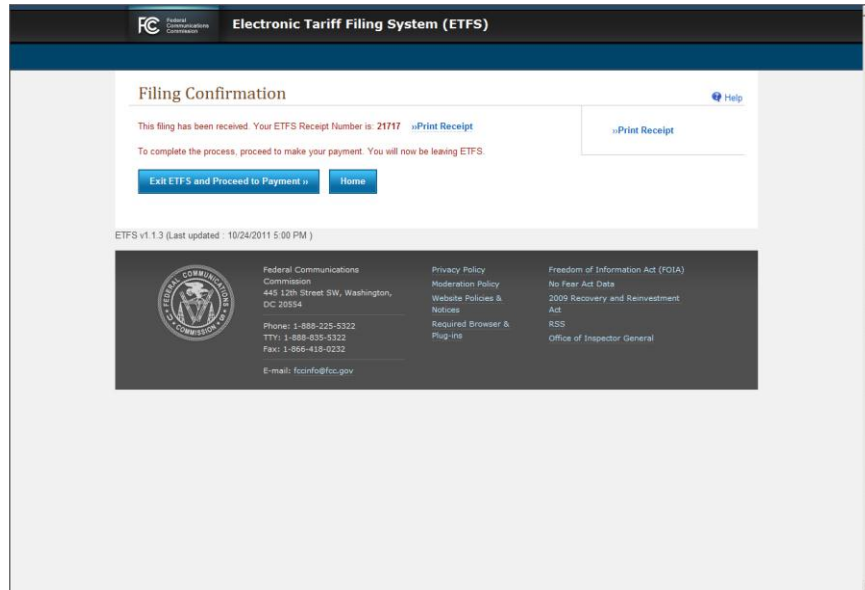 FC Federal Communications Commission
Electronic Tariff Filing System (ETFS)
Filing Confirmation
Help
This filing has been received. Your ETFS Receipt Number is: 21717 »Print Receipt
»Print Receipt
To complete the process, proceed to make your payment. You will now be leaving ETFS.
Exit ETFS and Proceed to Payment »
Home
ETFS v1.1.3 (Last updated : 10/24/2011 5:00 PM )
FEDERAL COMMUNICATIONS COMMISSION
Federal Communications
Commission
445 12th Street SW, Washington,
DC 20554
Phone: 1-888-225-5322
TTY: 1-888-835-5322
Fax: 1-866-418-0232
E-mail: fccinfo@fcc.gov
Privacy Policy
Moderation Policy
Website Policies &
Notices
Required Browser &
Plug-ins
Freedom of Information Act (FOIA)
No Fear Act Data
2009 Recovery and Reinvestment
Act
RSS
Office of Inspector General